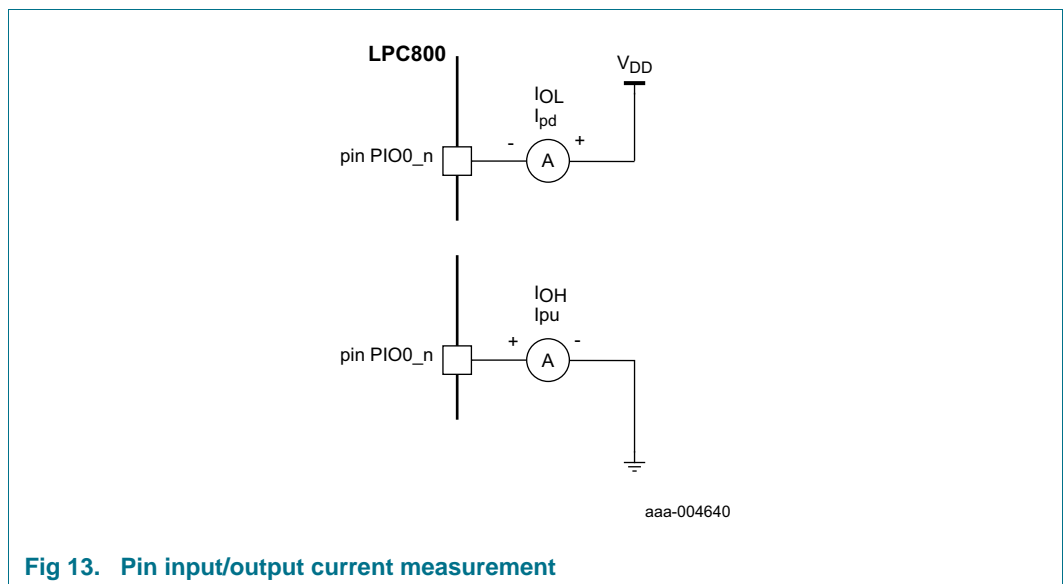 LPC800
VDD
IOL
Ipd
- +
pin PIO0_n
A
IOH
Ipu
+ -
pin PIO0_n
A
aaa-004640
Fig 13. Pin input/output current measurement